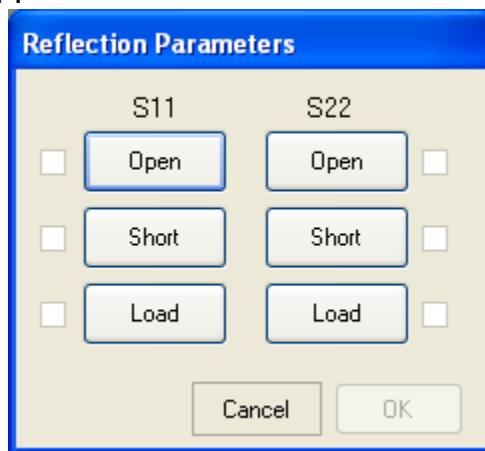 Reflection Parameters
S11 S22
Open Open
Short Short
Load Load
Cancel OK